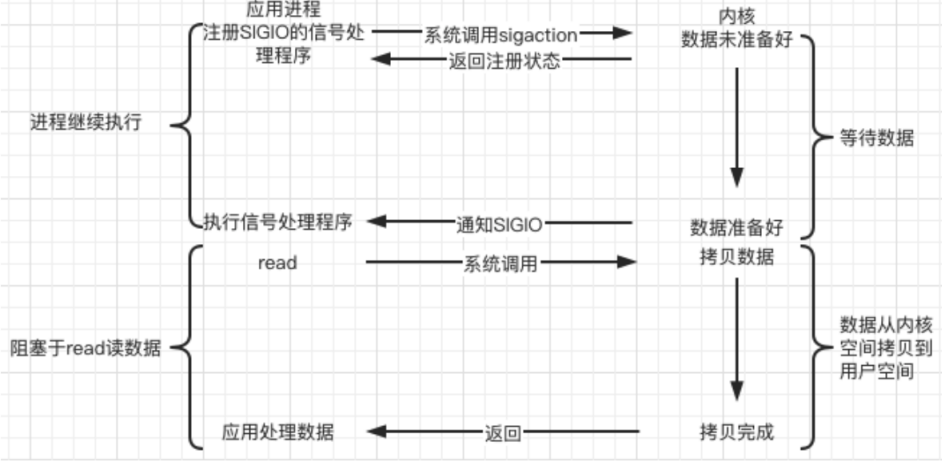 应用进程
内核
注册SIGIO的信号处
理程序
系统调用sigaction
数据未准备好
返回注册状态
进程继续执行
等待数据
执行信号处理程序
通知SIGIO
数据准备好
read
系统调用
拷贝数据
阻塞于read读数据
数据从内核
空间拷贝到
用户空间
应用处理数据
返回
拷贝完成